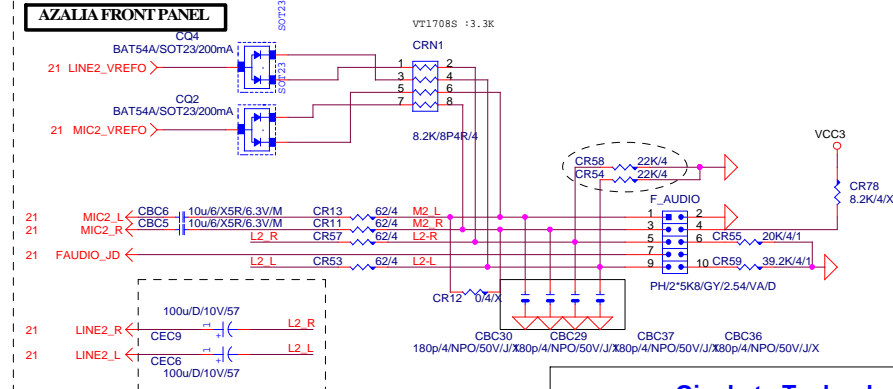 AZALIA FRONT PANEL
SOT23
VT1708S :3.3K
CQ4
BAT54A/SOT23/200mA
CRN1
21 LINE2_VREFO
1 2
3 4
5 6
7 8
SOT23
CQ2
BAT54A/SOT23/200mA
21 MIC2_VREFO
8.2K/8P4R/4
VCC3
CR58 22K/4
CR54 22K/4
CR78
8.2K/4/X
F_AUDIO
21 MIC2_L CBC6 10u/6/X5R/6.3V/M CR13 62/4 M2_L 1 2
21 MIC2_R CBC5 10u/6/X5R/6.3V/M CR11 62/4 M2_R 3 4
L2_R CR57 62/4 L2-R 5 6 CR55 20K/4/1
21 FAUDIO_JD 7
L2_L CR53 62/4 L2-L 9 10 CR59 39.2K/4/1
PH/2*5K8/GY/2.54/VA/D
CR12 0/4/X
100u/D/10V/57
21 LINE2_R 1 + L2_R
CEC9
21 LINE2_L 1 + L2_L
CEC6
100u/D/10V/57
CBC30 CBC29 CBC37 CBC36
180p/4/NPO/50V/J/X 180p/4/NPO/50V/J/X 180p/4/NPO/50V/J/X 180p/4/NPO/50V/J/X